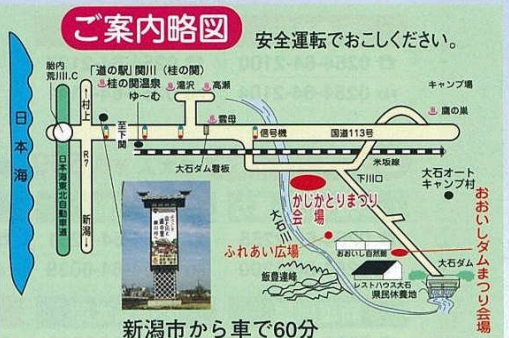 ご案内略図
安全運転でおこしください。
胎内
荒川I.C
「道の駅」関川(桂の関)
桂の関温泉
ゆ〜む
湯沢
高瀬
雲母
キャンプ場
鷹の巣
村上
至下関
信号機
国道113号
日本海
日本海東北自動車道
R7
新潟
大石ダム看板
米坂線
下川口
大石オート
キャンプ村
かじかとりまつり
会場
大石川
ふれあい広場
おおいし自然館
飯豊連峰
レストハウス大石
県民休養地
大石ダム
おおいしダムまつり会場
新潟市から車で60分